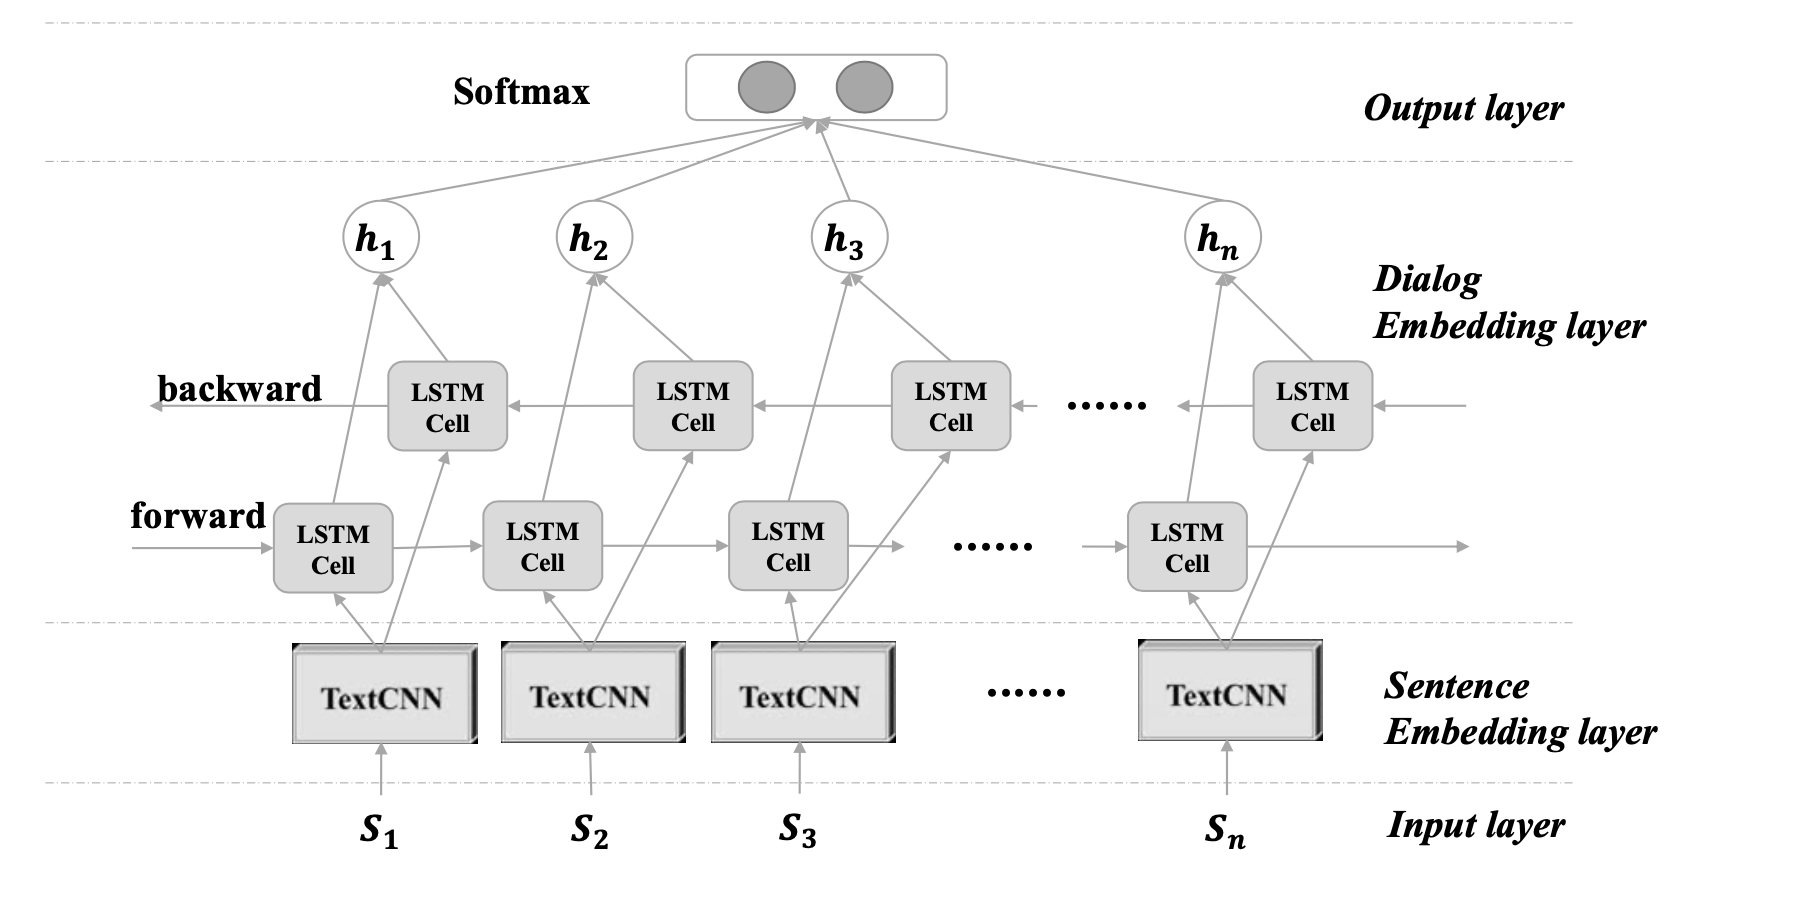 Softmax
Output layer
h1 h2 h3 hn
Dialog
Embedding layer
backward
LSTM Cell
LSTM Cell
LSTM Cell
......
LSTM Cell
forward
LSTM Cell
LSTM Cell
LSTM Cell
......
LSTM Cell
TextCNN TextCNN TextCNN ...... TextCNN
Sentence
Embedding layer
S1 S2 S3 Sn
Input layer